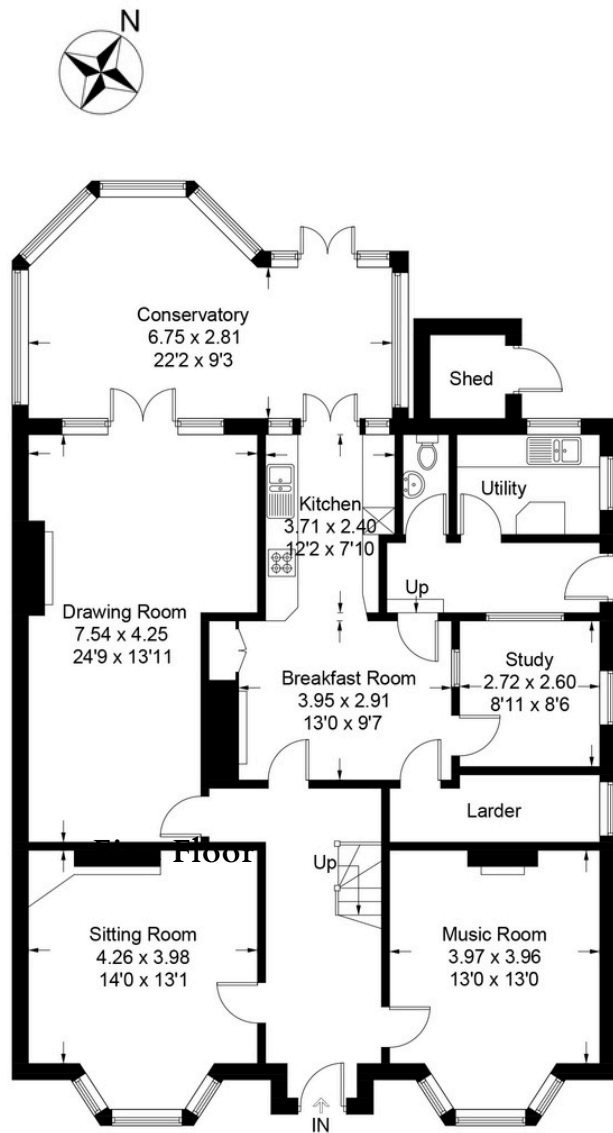 N
Conservatory
6.75 x 2.81
22'2 x 9'3
Shed
Kitchen
3.71 x 2.40
12'2 x 7'10
Utility
Up
Drawing Room
7.54 x 4.25
24'9 x 13'11
Breakfast Room
3.95 x 2.91
13'0 x 9'7
Study
2.72 x 2.60
8'11 x 8'6
Larder
Floor
Up
Sitting Room
4.26 x 3.98
14'0 x 13'1
Music Room
3.97 x 3.96
13'0 x 13'0
IN